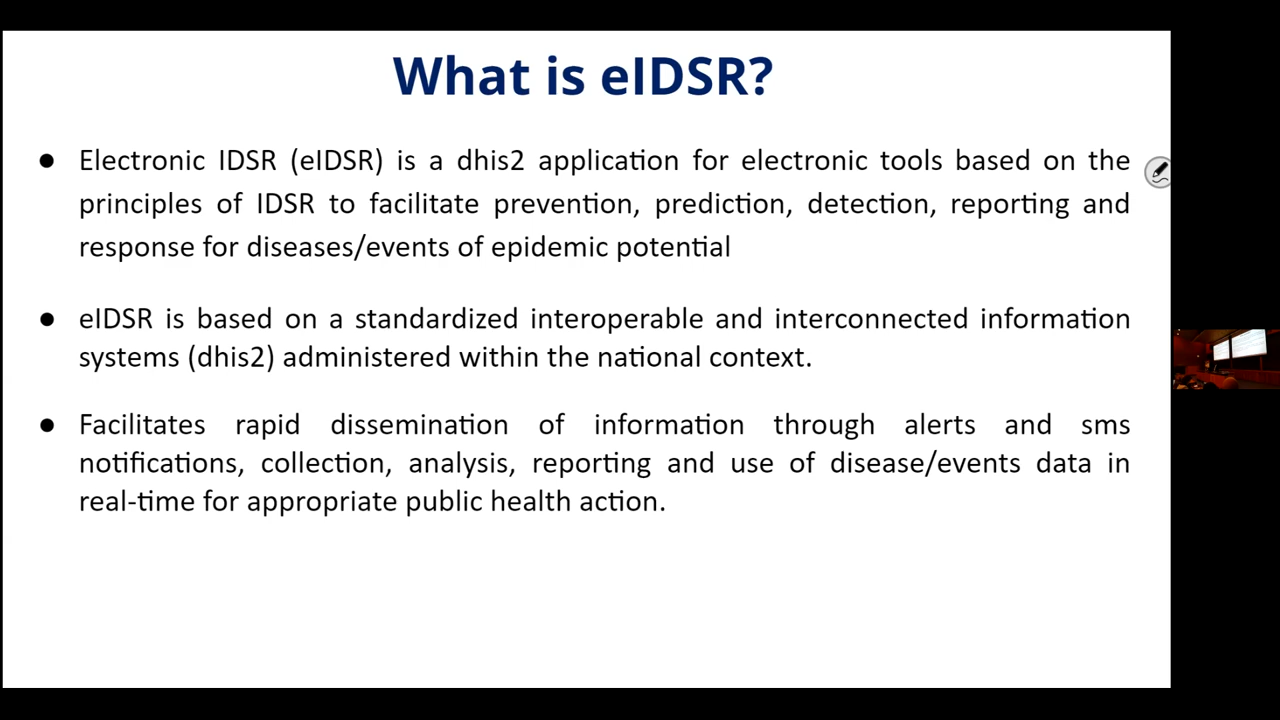 What is eIDSR?
● Electronic IDSR (eIDSR) is a dhis2 application for electronic tools based on the
principles of IDSR to facilitate prevention, prediction, detection, reporting and
response for diseases/events of epidemic potential
● eIDSR is based on a standardized interoperable and interconnected information
systems (dhis2) administered within the national context.
● Facilitates rapid dissemination of information through alerts and sms
notifications, collection, analysis, reporting and use of disease/events data in
real-time for appropriate public health action.